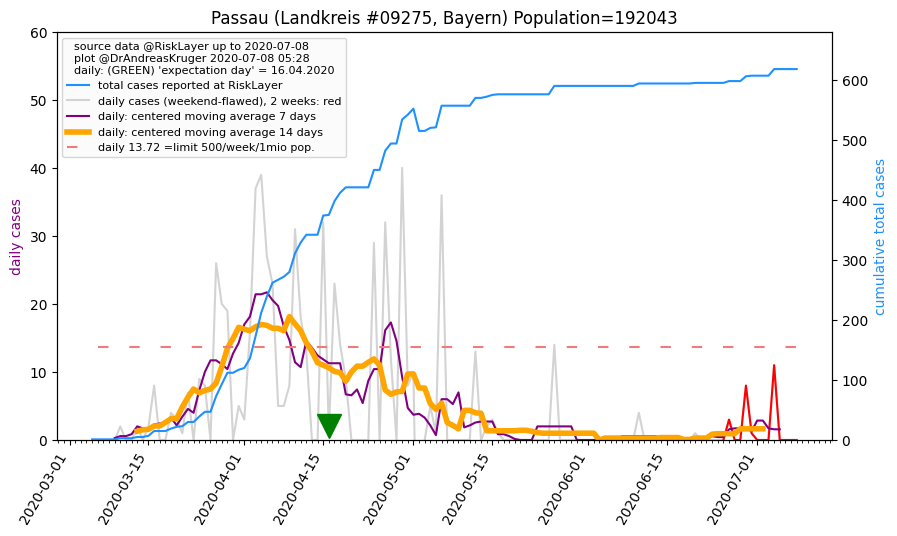 Passau (Landkreis #09275, Bayern) Population=192043
source data @RiskLayer up to 2020-07-08
plot @DrAndreasKruger 2020-07-08 05:28
daily: (GREEN) 'expectation day' = 16.04.2020
total cases reported at RiskLayer
daily cases (weekend-flawed), 2 weeks: red
daily: centered moving average 7 days
daily: centered moving average 14 days
daily 13.72 =limit 500/week/1mio pop.
daily cases
60
50
40
30
20
10
0
cumulative total cases
600
500
400
300
200
100
0
2020-03-01
2020-03-15
2020-04-01
2020-04-15
2020-05-01
2020-05-15
2020-06-01
2020-06-15
2020-07-01